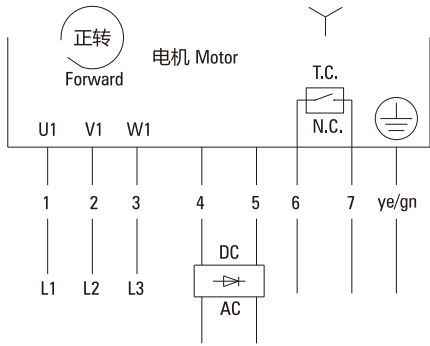 正转
Forward
电机 Motor
T.C.
N.C.
U1 V1 W1
1 2 3 4 5 6 7 ye/gn
DC
L1 L2 L3
AC